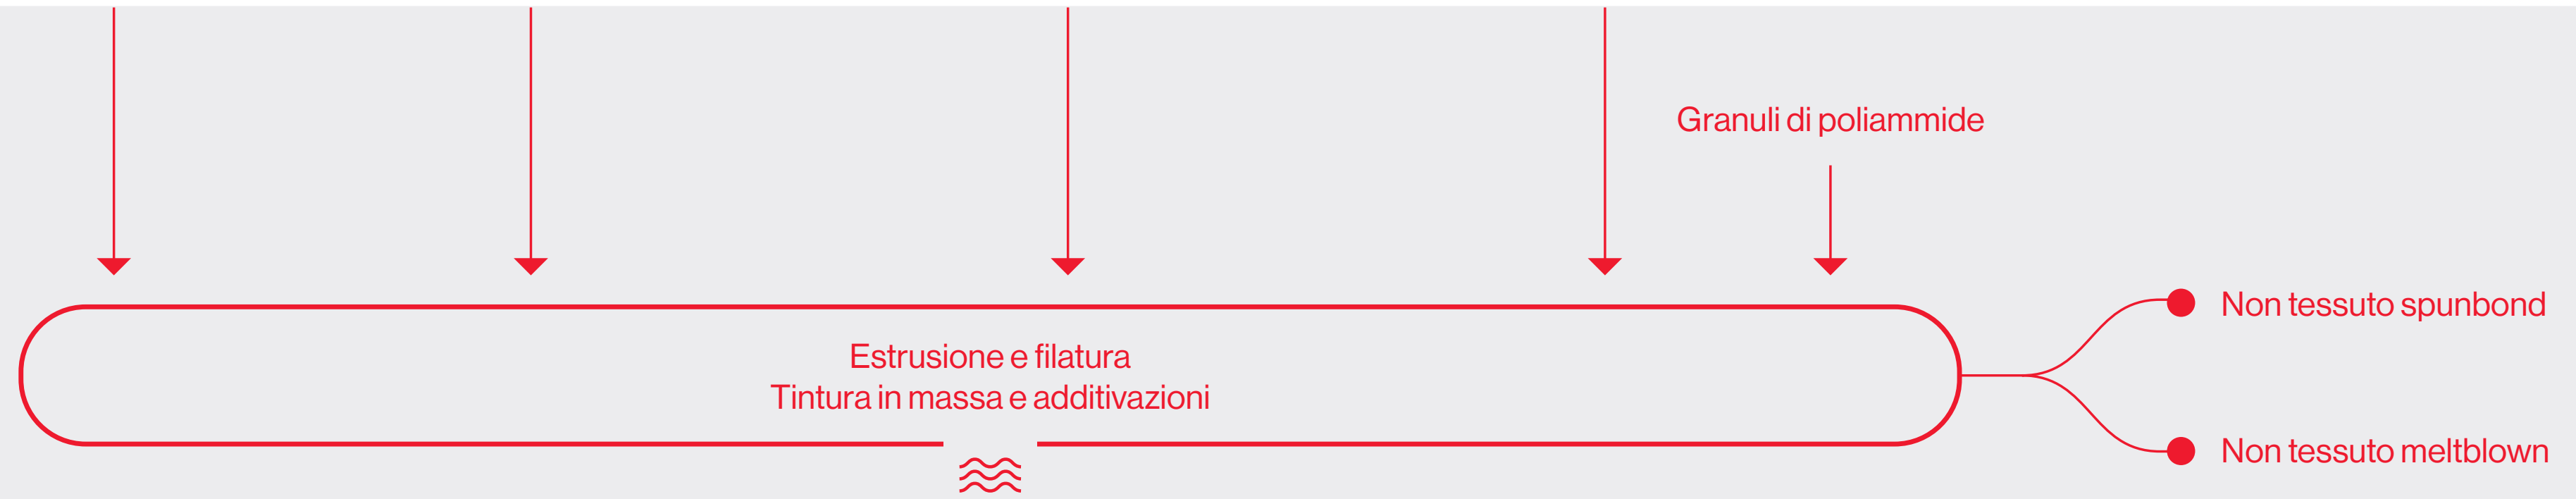 Granuli di poliammide
Estrusione e filatura
Tintura in massa e additivazioni
Non tessuto spunbond
Non tessuto meltblown